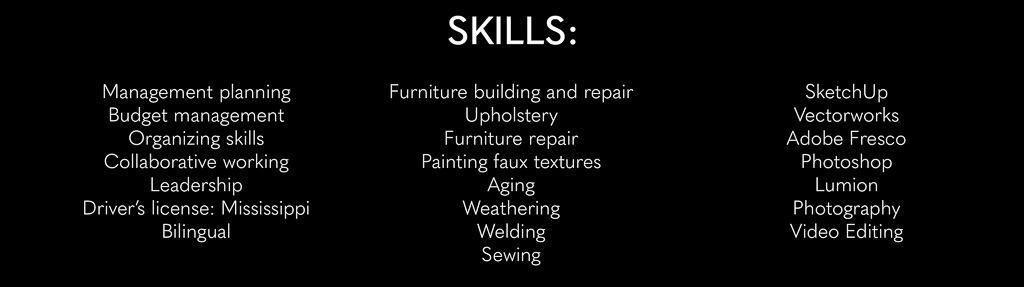 SKILLS:
Management planning
Budget management
Organizing skills
Collaborative working
Leadership
Driver’s license: Mississippi
Bilingual
Furniture building and repair
Upholstery
Furniture repair
Painting faux textures
Aging
Weathering
Welding
Sewing
SketchUp
Vectorworks
Adobe Fresco
Photoshop
Lumion
Photography
Video Editing